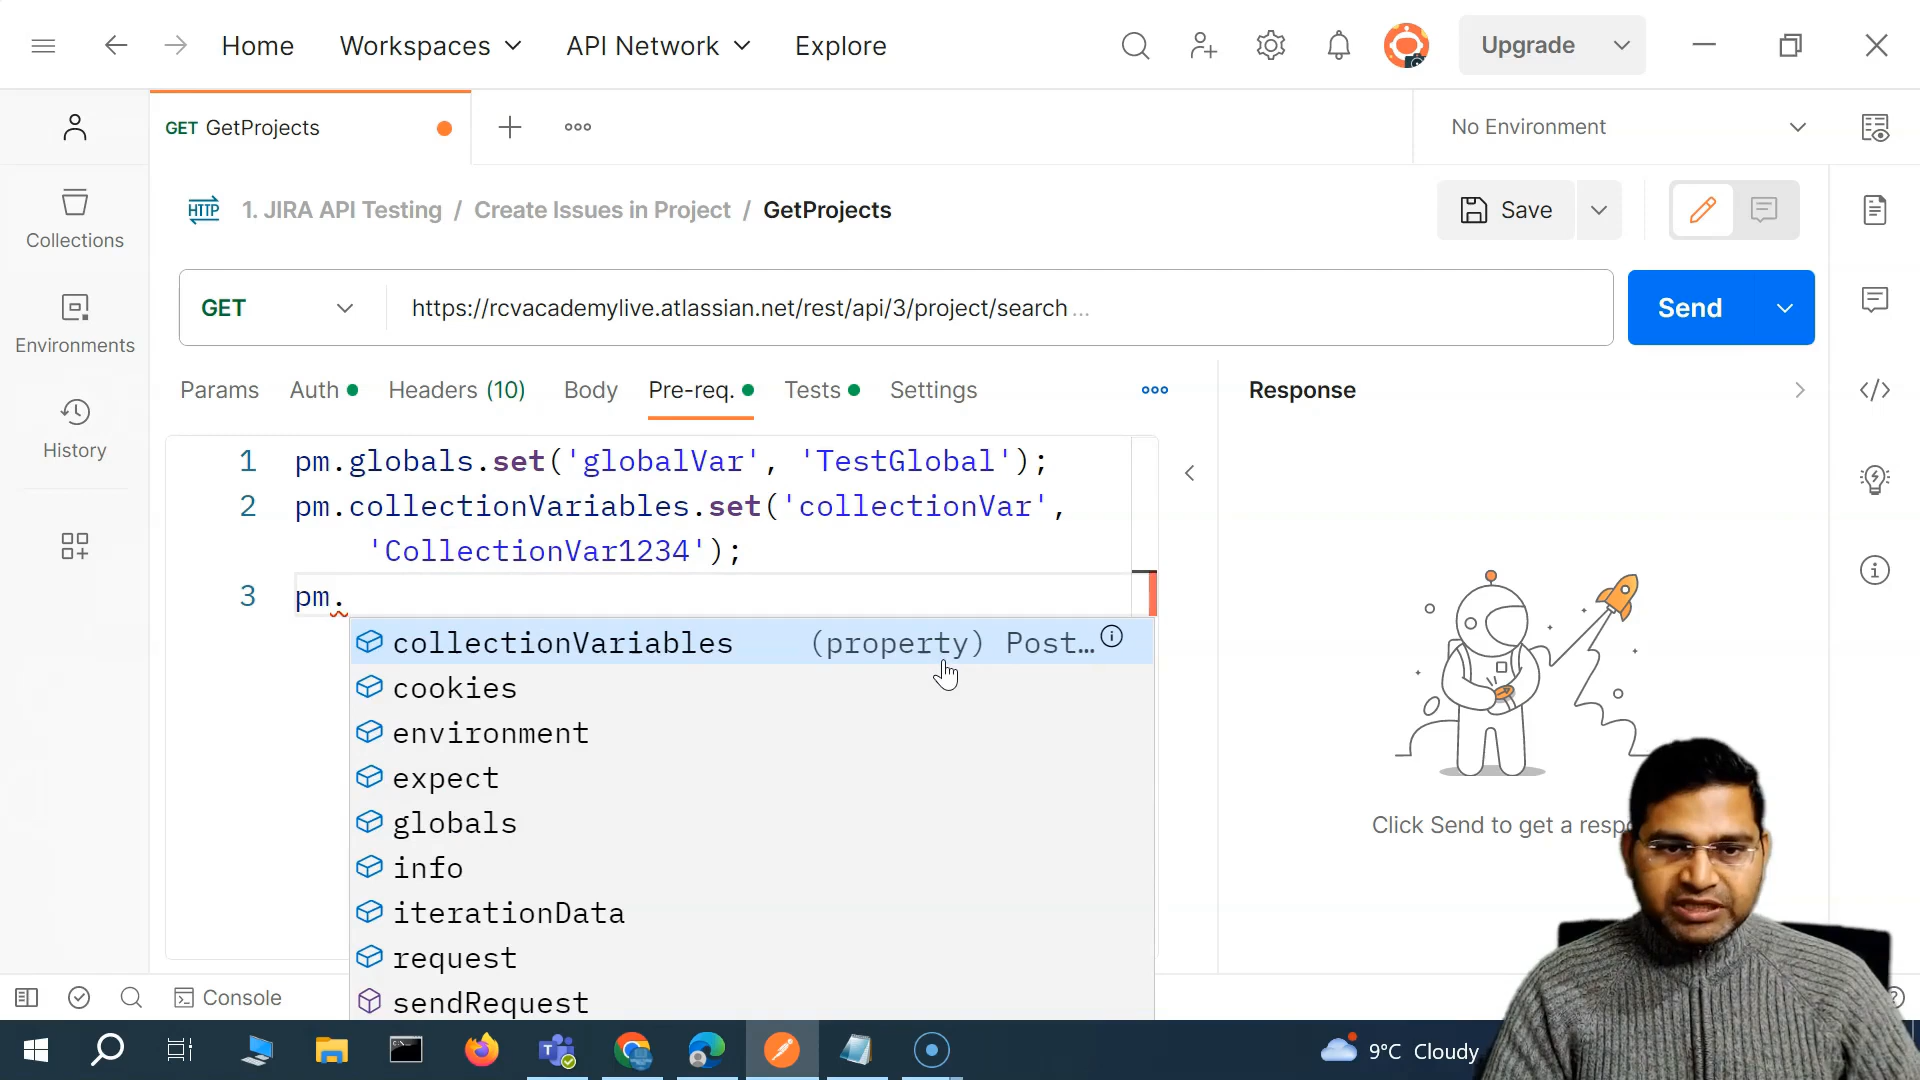 Home Workspaces API Network Explore Upgrade
GET GetProjects No Environment
HTTP 1. JIRA API Testing / Create Issues in Project / GetProjects Save
Collections
GET https://rcvacademylive.atlassian.net/rest/api/3/project/search ... Send
Environments
Params Auth Headers (10) Body Pre-req. Tests Settings Response
History
1 pm.globals.set('globalVar', 'TestGlobal');
2 pm.collectionVariables.set('collectionVar',
'CollectionVar1234');
3 pm.
collectionVariables (property) Post…
cookies
environment
expect
globals
Click Send to get a respo
info
iterationData
request
sendRequest
Console
9°C Cloudy